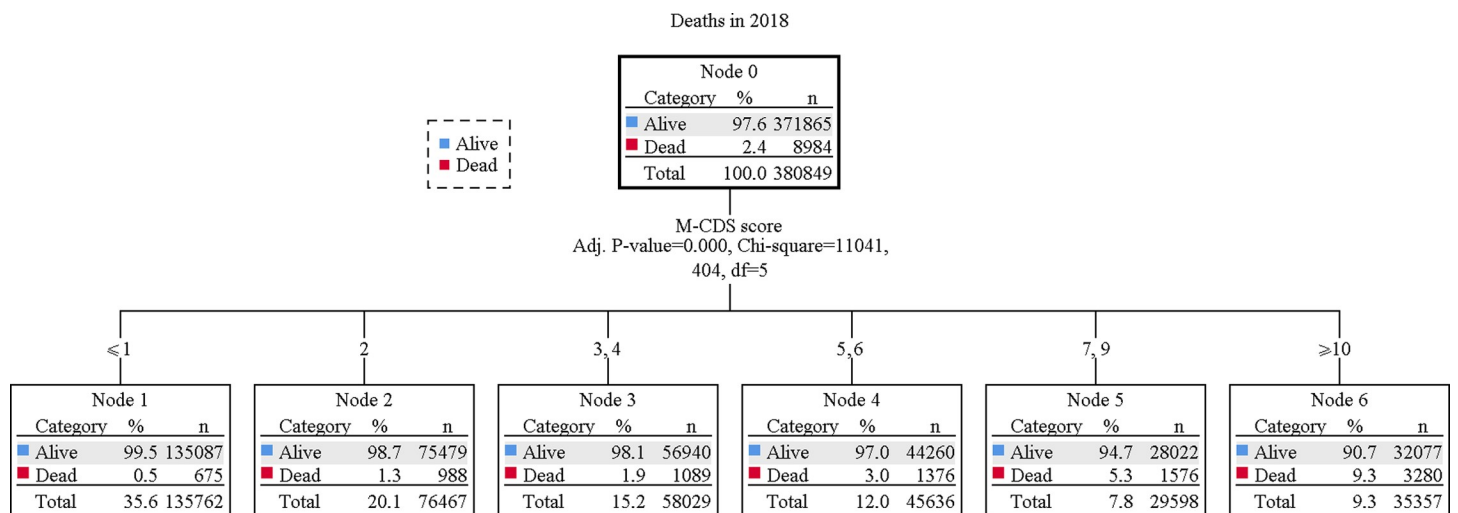 Deaths in 2018
Node 0
Category % n
Alive 97.6 371865
Dead 2.4 8984
Total 100.0 380849
Alive
Dead
M-CDS score
Adj. P-value=0.000, Chi-square=11041,
404, df=5
⩽1
2
3, 4
5,6
7, 9
⩾10
Node 1
Category % n
Alive 99.5 135087
Dead 0.5 675
Total 35.6 135762
Node 2
Category % n
Alive 98.7 75479
Dead 1.3 988
Total 20.1 76467
Node 3
Category % n
Alive 98.1 56940
Dead 1.9 1089
Total 15.2 58029
Node 4
Category % n
Alive 97.0 44260
Dead 3.0 1376
Total 12.0 45636
Node 5
Category % n
Alive 94.7 28022
Dead 5.3 1576
Total 7.8 29598
Node 6
Category % n
Alive 90.7 32077
Dead 9.3 3280
Total 9.3 35357